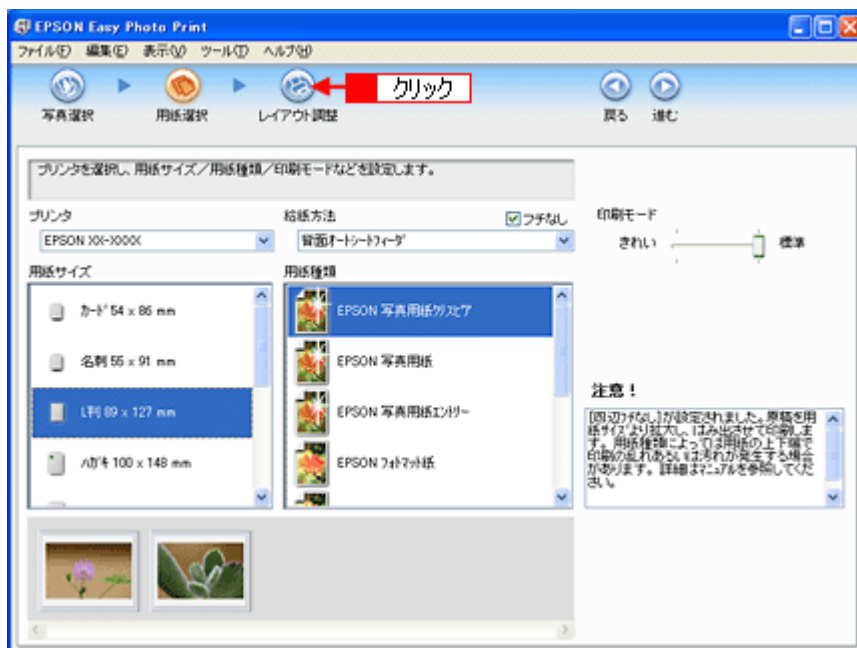 EPSON Easy Photo Print
ファイル(F) 編集(E) 表示(V) ツール(T) ヘルプ(H)
クリック
写真選択 用紙選択 レイアウト調整 戻る 進む
プリンタを選択し、用紙サイズ／用紙種類／印刷モードなどを設定します。
プリンタ
EPSON XX-XXXX
給紙方法
フチなし
背面オートシートフィーダ
印刷モード
きれい 標準
用紙サイズ
カード 54 x 86 mm
名刺 55 x 91 mm
L判 89 x 127 mm
ハガキ 100 x 148 mm
用紙種類
EPSON 写真用紙クリスピア
EPSON 写真用紙
EPSON 写真用紙エントリー
EPSON フォトマット紙
注意！
[四辺フチなし]が設定されました。原稿を用
紙サイズより拡大し、はみ出させて印刷しま
す。用紙種類によっては用紙の上下端で
印刷の乱れあるいは汚れが発生する場合
があります。詳細はマニュアルを参照してくだ
さい。